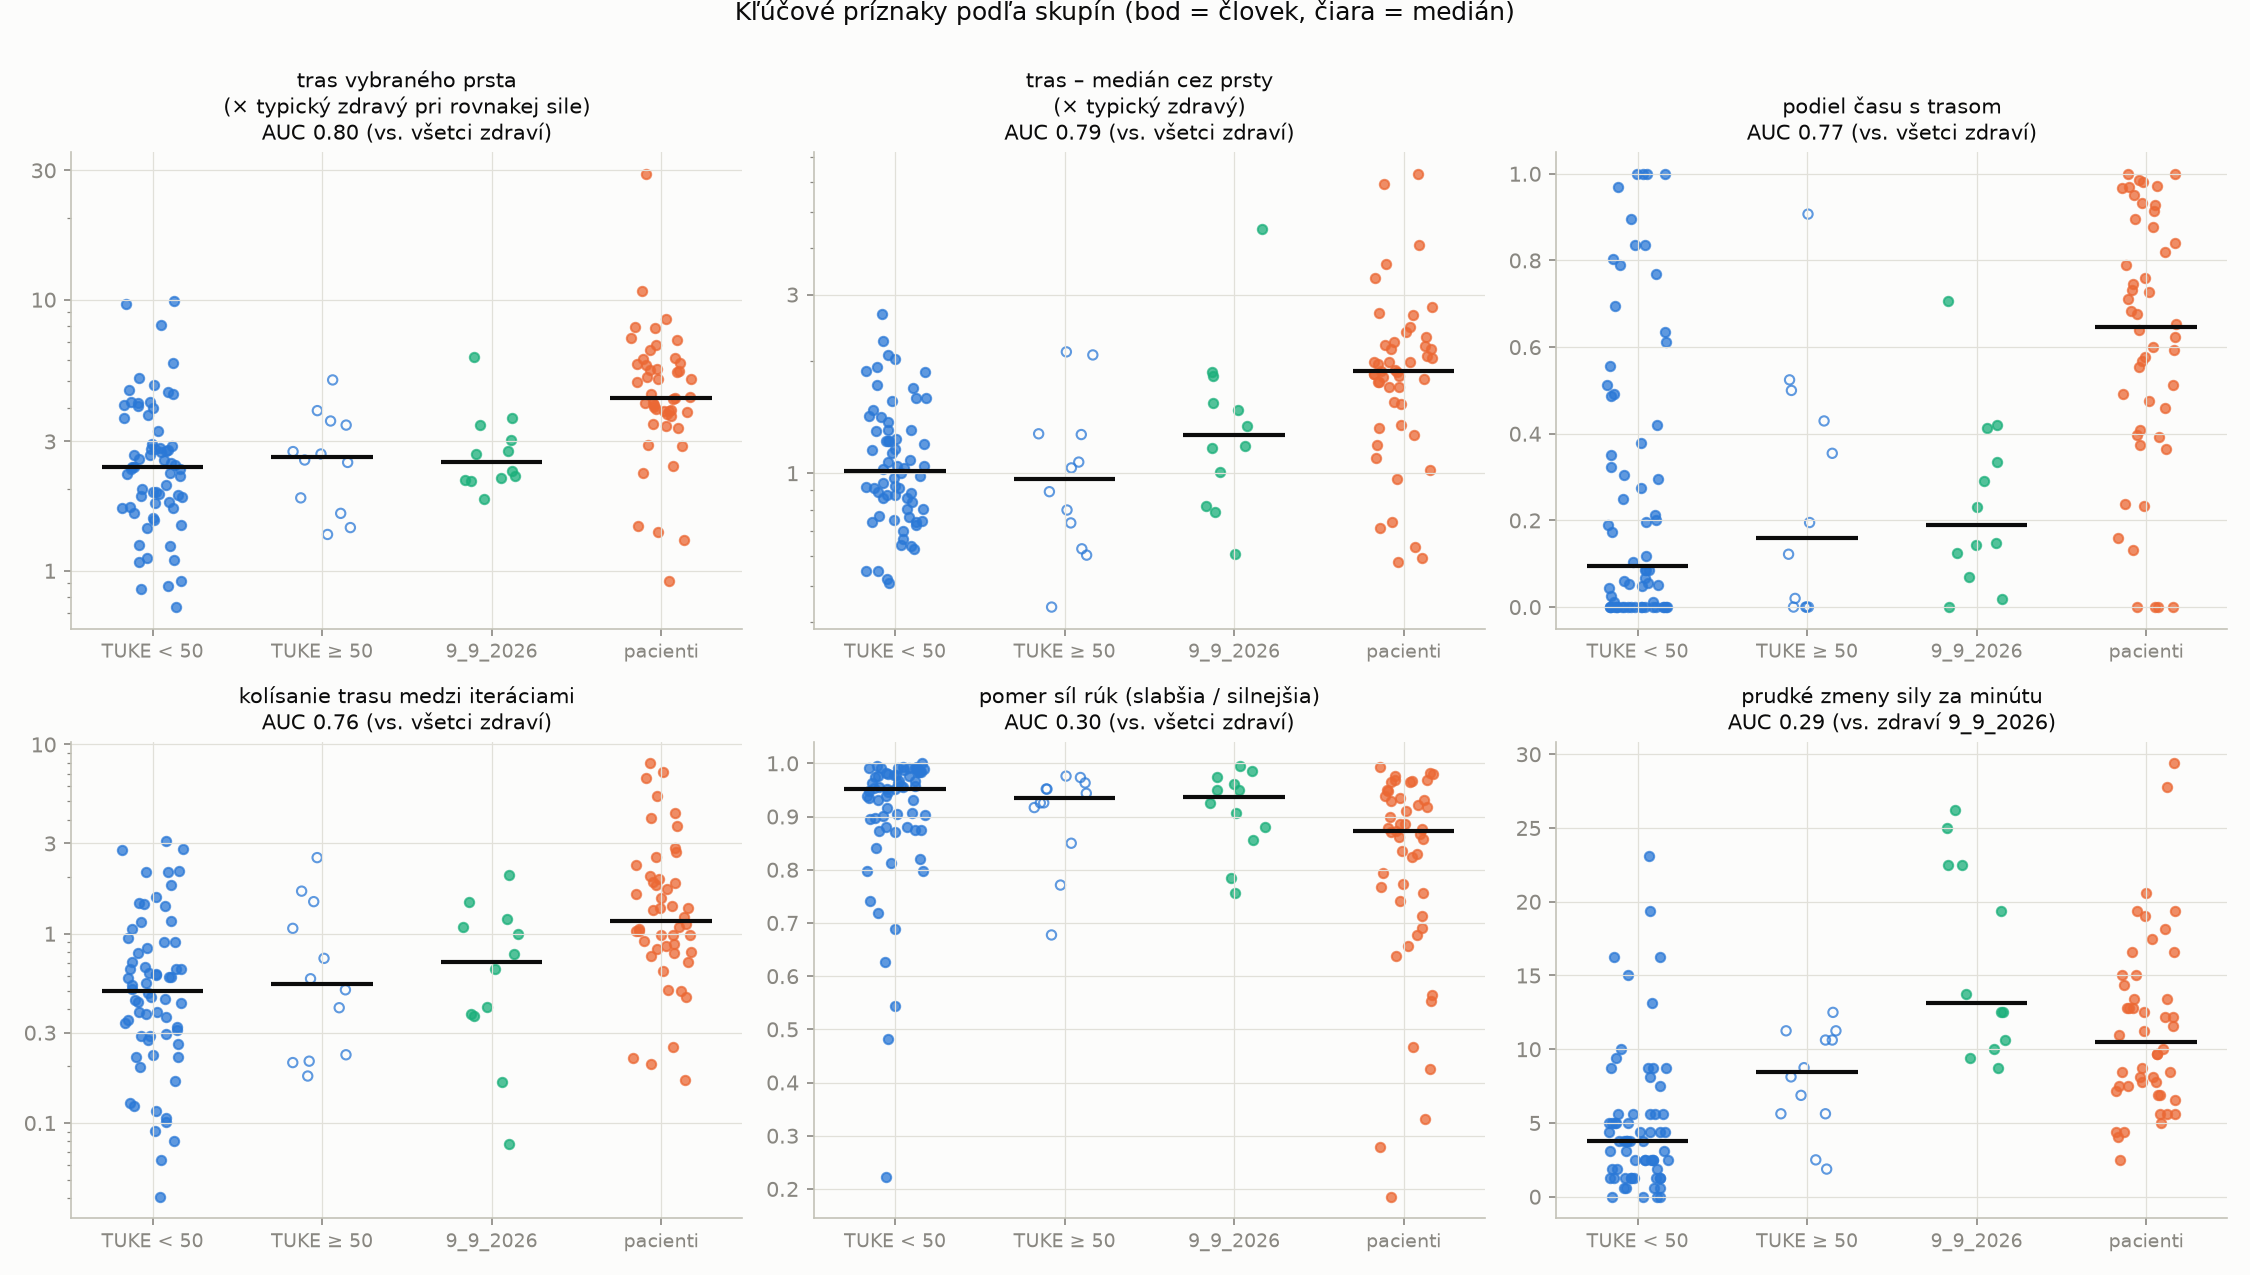 Kľúčové príznaky podľa skupín (bod = človek, čiara = medián)
tras vybraného prsta
(× typický zdravý pri rovnakej sile)
AUC 0.80 (vs. všetci zdraví)
30
10
3
1
TUKE < 50
TUKE ≥ 50
9_9_2026
pacienti
tras – medián cez prsty
(× typický zdravý)
AUC 0.79 (vs. všetci zdraví)
3
1
TUKE < 50
TUKE ≥ 50
9_9_2026
pacienti
podiel času s trasom
AUC 0.77 (vs. všetci zdraví)
1.0
0.8
0.6
0.4
0.2
0.0
TUKE < 50
TUKE ≥ 50
9_9_2026
pacienti
kolísanie trasu medzi iteráciami
AUC 0.76 (vs. všetci zdraví)
10
3
1
0.3
0.1
TUKE < 50
TUKE ≥ 50
9_9_2026
pacienti
pomer síl rúk (slabšia / silnejšia)
AUC 0.30 (vs. všetci zdraví)
1.0
0.9
0.8
0.7
0.6
0.5
0.4
0.3
0.2
TUKE < 50
TUKE ≥ 50
9_9_2026
pacienti
prudké zmeny sily za minútu
AUC 0.29 (vs. zdraví 9_9_2026)
30
25
20
15
10
5
0
TUKE < 50
TUKE ≥ 50
9_9_2026
pacienti